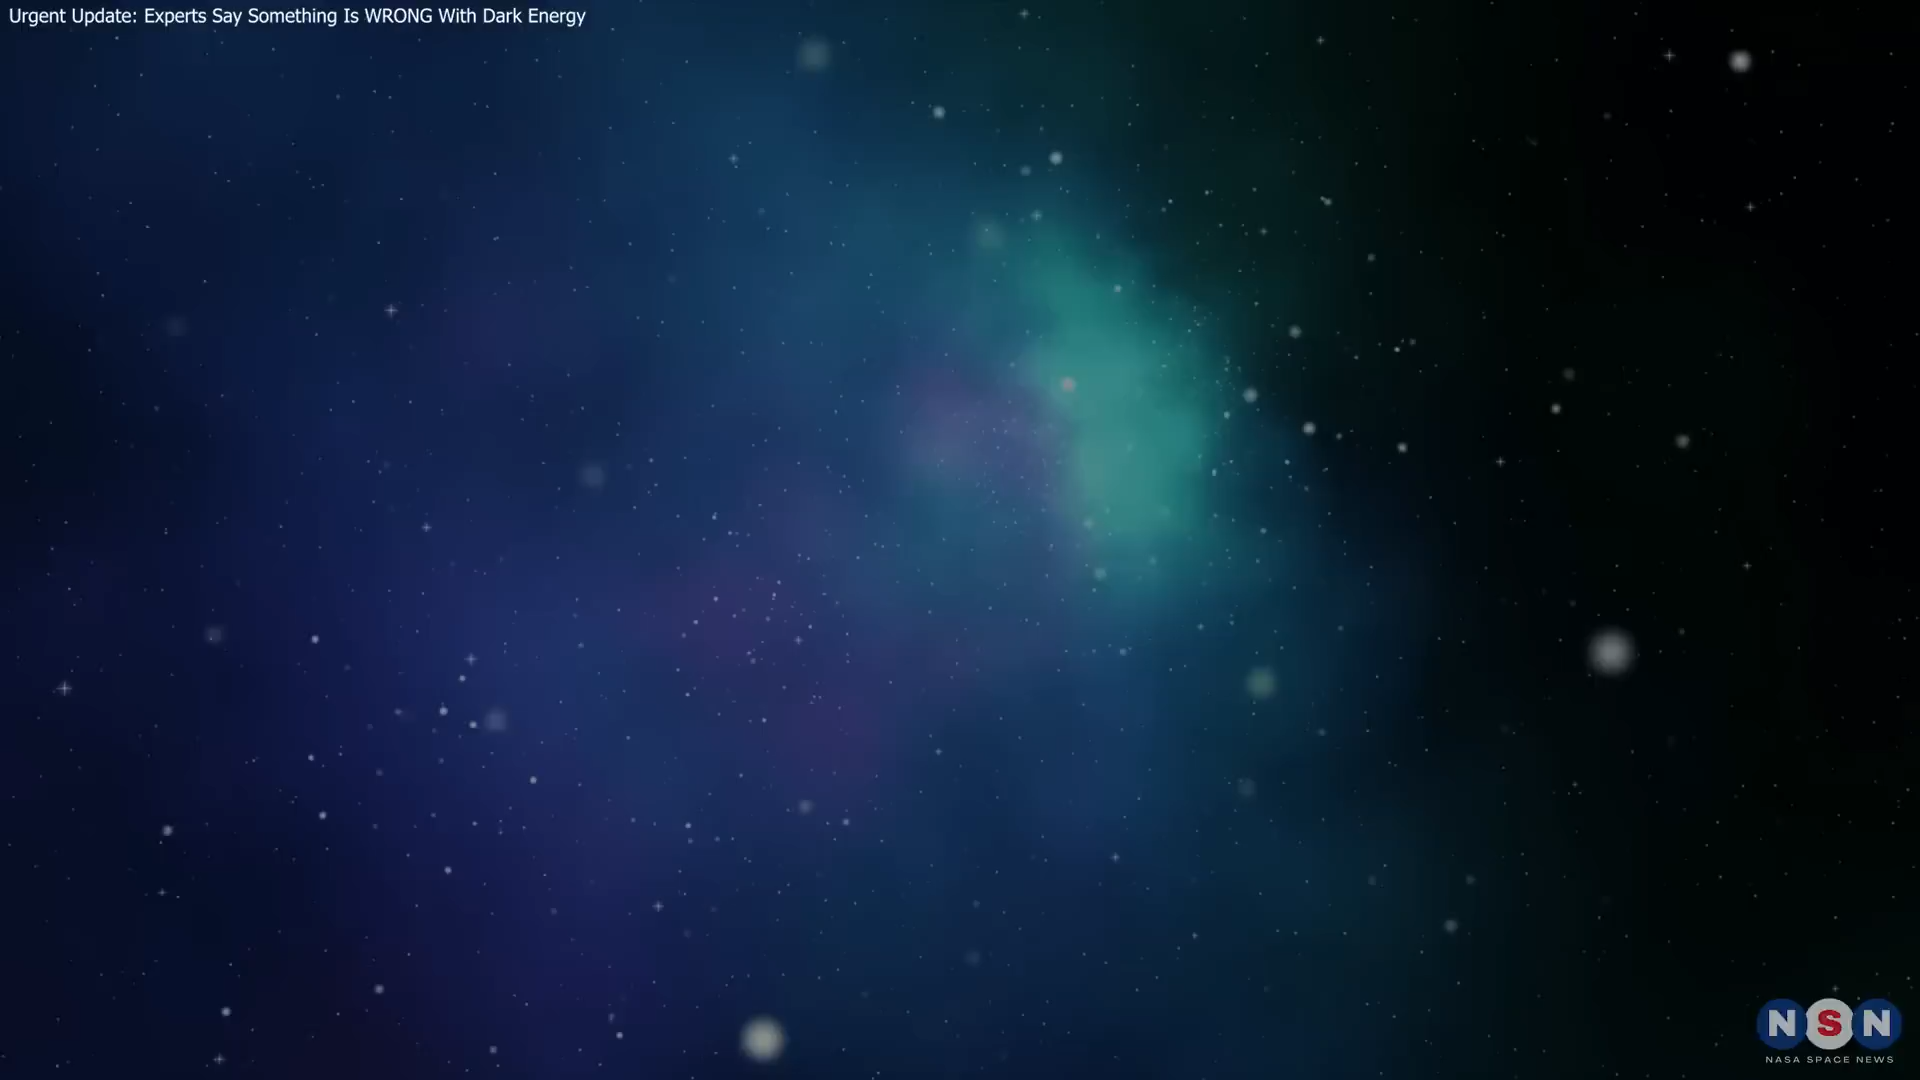 Urgent Update: Experts Say Something Is WRONG With Dark Energy
NSN
NASA SPACE NEWS